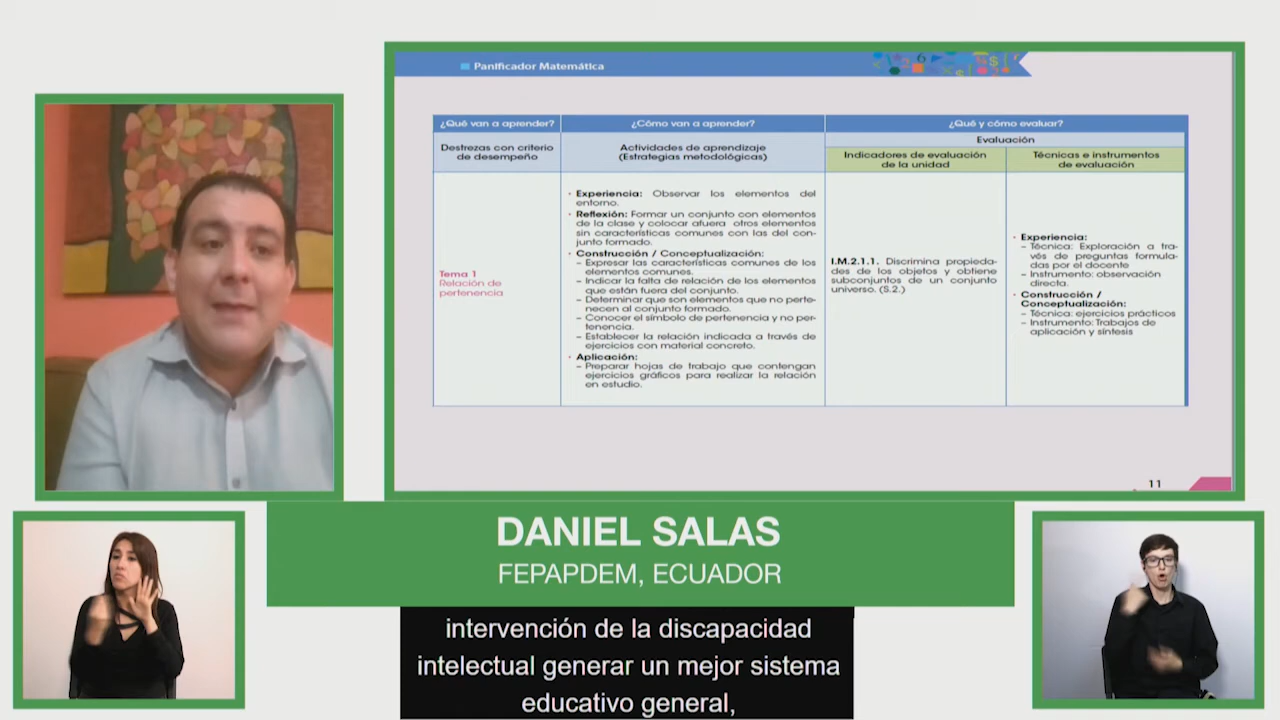 Panificador Matemática
¿Qué van a aprender?
¿Cómo van a aprender?
¿Qué y cómo evaluar?
Destrezas con criterio
de desempeño
Actividades de aprendizaje
(Estrategias metodológicas)
Evaluación
Indicadores de evaluación
de la unidad
Técnicas e instrumentos
de evaluación
Tema 1
Relación de
pertenencia
• Experiencia: Observar los elementos del
entorno.
• Reflexión: Formar un conjunto con elementos
de la clase y colocar afuera otros elementos
sin características comunes con las del con-
junto formado.
• Construcción / Conceptualización:
– Expresar las características comunes de los
elementos comunes.
– Indicar la falta de relación de los elementos
que están fuera del conjunto.
– Determinar que son elementos que no perte-
necen al conjunto formado.
– Conocer el símbolo de pertenencia y no per-
tenencia.
– Establecer la relación indicada a través de
ejercicios con material concreto.
• Aplicación:
– Preparar hojas de trabajo que contengan
ejercicios gráficos para realizar la relación
en estudio.
I.M.2.1.1. Discrimina propieda-
des de los objetos y obtiene
subconjuntos de un conjunto
universo. (S.2.)
• Experiencia:
– Técnica: Exploración a tra-
vés de preguntas formula-
das por el docente
– Instrumento: observación
directa.
• Construcción /
Conceptualización:
– Técnica: ejercicios prácticos
– Instrumento: Trabajos de
aplicación y síntesis
11
DANIEL SALAS
FEPAPDEM, ECUADOR
intervención de la discapacidad
intelectual generar un mejor sistema
educativo general,